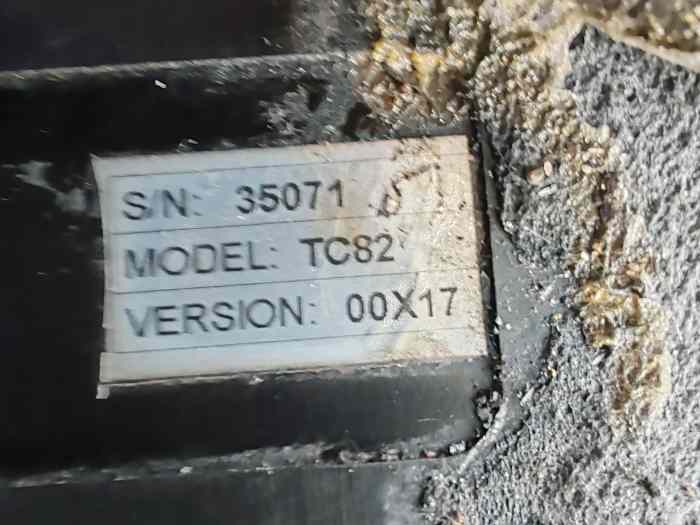 S/N: 35071
MODEL: TC82
VERSION: 00X17